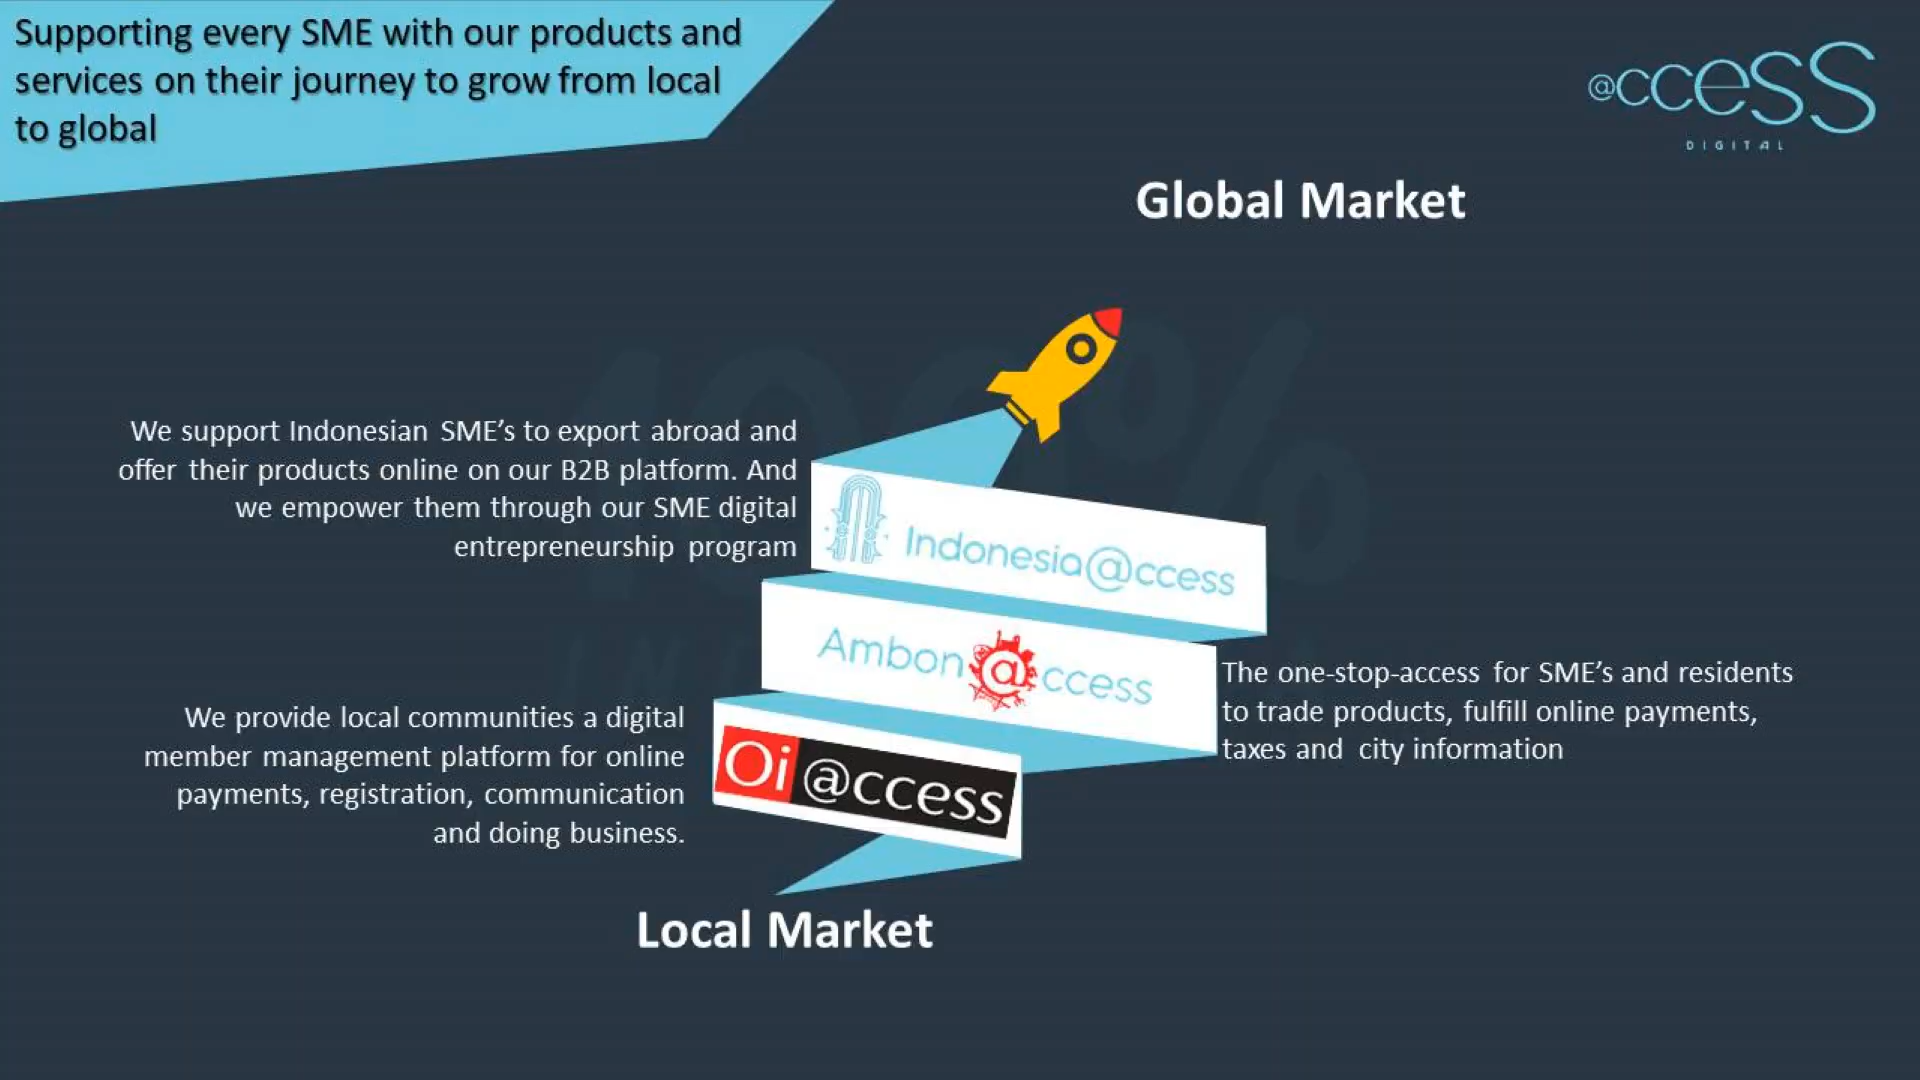 Supporting every SME with our products and
services on their journey to grow from local
to global
@ccess
DIGITAL
Global Market
We support Indonesian SME’s to export abroad and
offer their products online on our B2B platform. And
we empower them through our SME digital
entrepreneurship program
Indonesia@ccess
Ambon@ccess
The one-stop-access for SME’s and residents
to trade products, fulfill online payments,
taxes and city information
We provide local communities a digital
member management platform for online
payments, registration, communication
and doing business.
Oi @ccess
Local Market